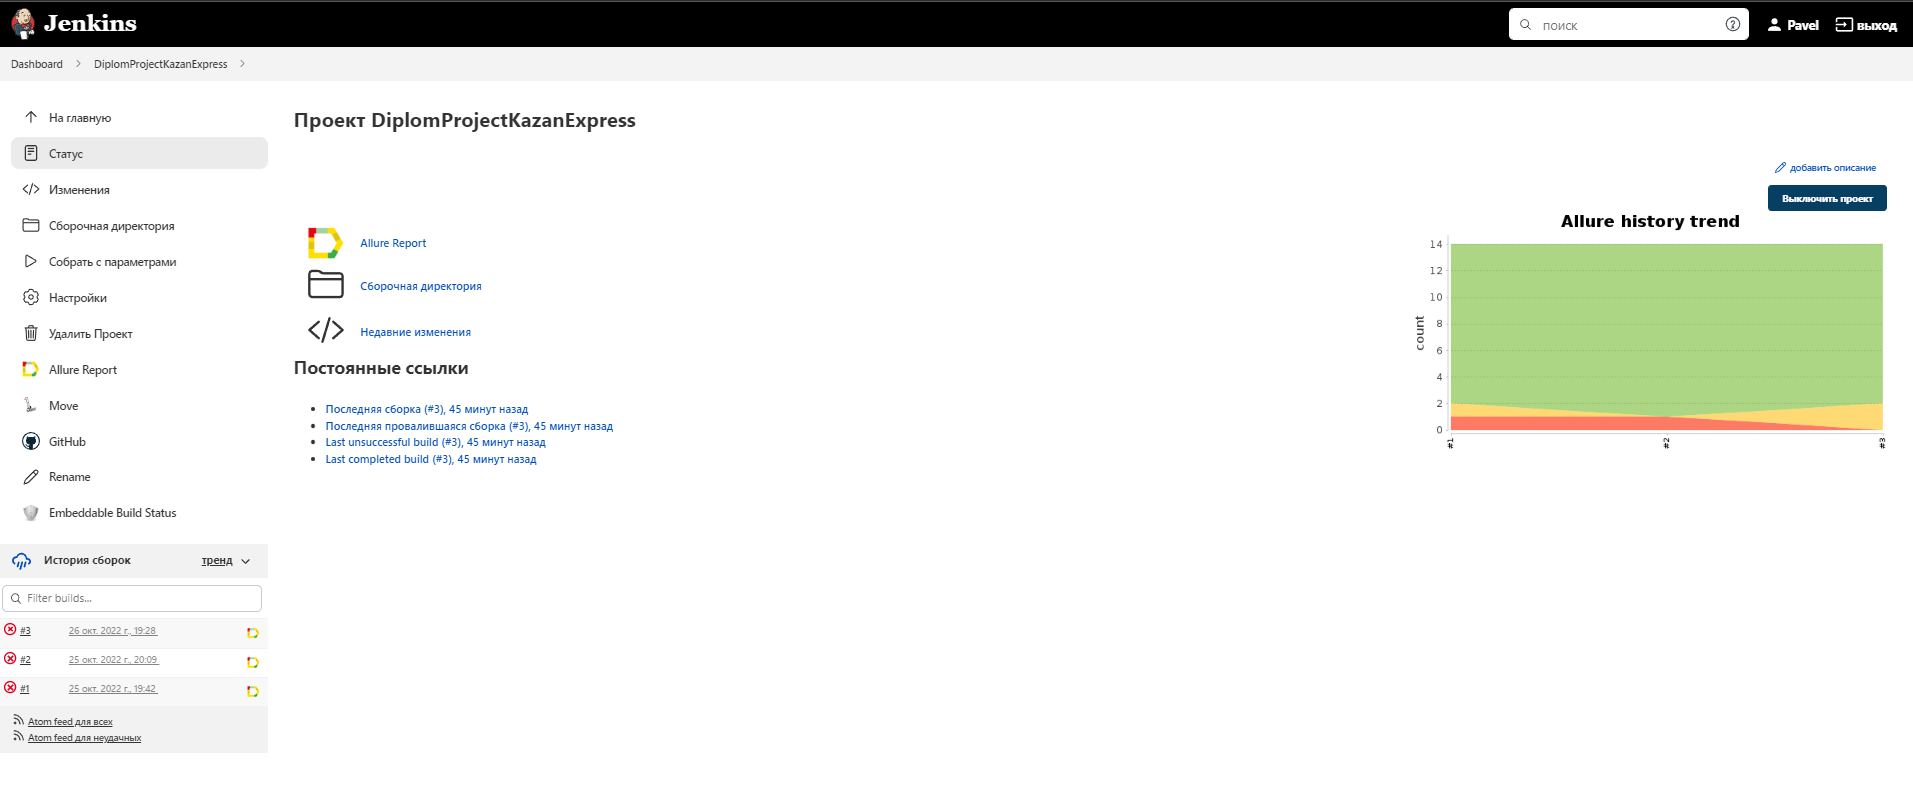 Jenkins
поиск
Pavel
выход
Dashboard
DiplomProjectKazanExpress
На главную
Статус
Изменения
Сборочная директория
Собрать с параметрами
Настройки
Удалить Проект
Allure Report
Move
GitHub
Rename
Embeddable Build Status
История сборок
тренд
Filter builds...
#3 26 окт. 2022 г., 19:28
#2 25 окт. 2022 г., 20:09
#1 25 окт. 2022 г., 19:42
Atom feed для всех
Atom feed для неудачных
Проект DiplomProjectKazanExpress
добавить описание
Выключить проект
Allure Report
Сборочная директория
Недавние изменения
Постоянные ссылки
Последняя сборка (#3), 45 минут назад
Последняя провалившаяся сборка (#3), 45 минут назад
Last unsuccessful build (#3), 45 минут назад
Last completed build (#3), 45 минут назад
Allure history trend
count
14
12
10
8
6
4
2
0
#1
#2
#3